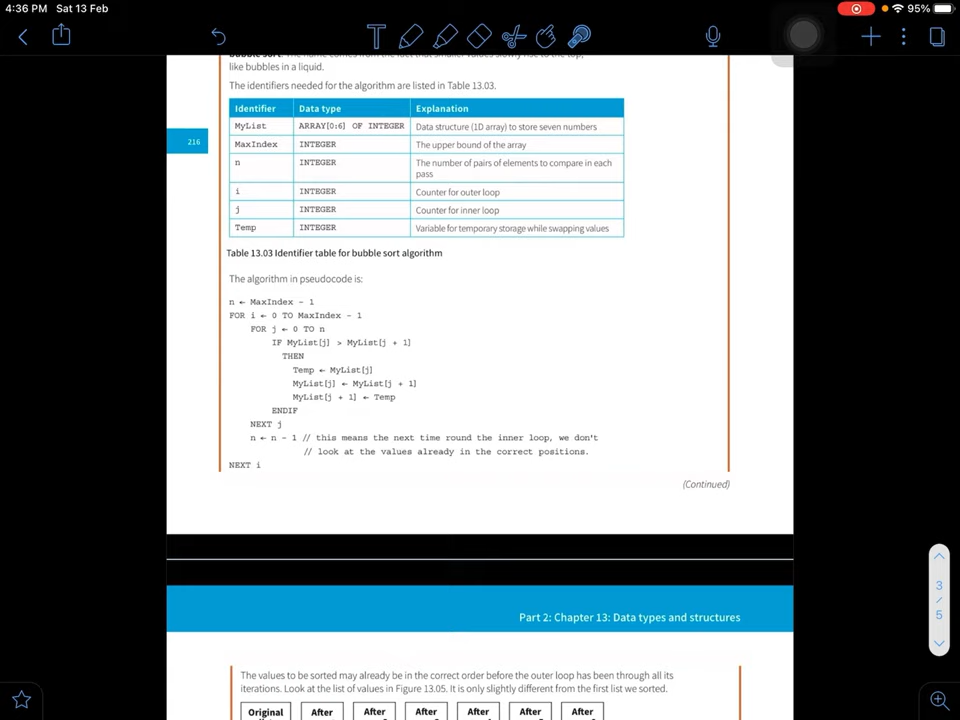 4:36 PM Sat 13 Feb
95%
like bubbles in a liquid.
The identifiers needed for the algorithm are listed in Table 13.03.
Identifier Data type Explanation
MyList ARRAY[0:6] OF INTEGER Data structure (1D array) to store seven numbers
216
MaxIndex INTEGER The upper bound of the array
n INTEGER The number of pairs of elements to compare in each
pass
i INTEGER Counter for outer loop
j INTEGER Counter for inner loop
Temp INTEGER Variable for temporary storage while swapping values
Table 13.03 Identifier table for bubble sort algorithm
The algorithm in pseudocode is:
n ← MaxIndex - 1
FOR i ← 0 TO MaxIndex - 1
FOR j ← 0 TO n
IF MyList[j] > MyList[j + 1]
THEN
Temp ← MyList[j]
MyList[j] ← MyList[j + 1]
MyList[j + 1] ← Temp
ENDIF
NEXT j
n ← n - 1 // this means the next time round the inner loop, we don't
// look at the values already in the correct positions.
NEXT i
(Continued)
3
/
5
Part 2: Chapter 13: Data types and structures
The values to be sorted may already be in the correct order before the outer loop has been through all its
iterations. Look at the list of values in Figure 13.05. It is only slightly different from the first list we sorted.
Original After After After After After After